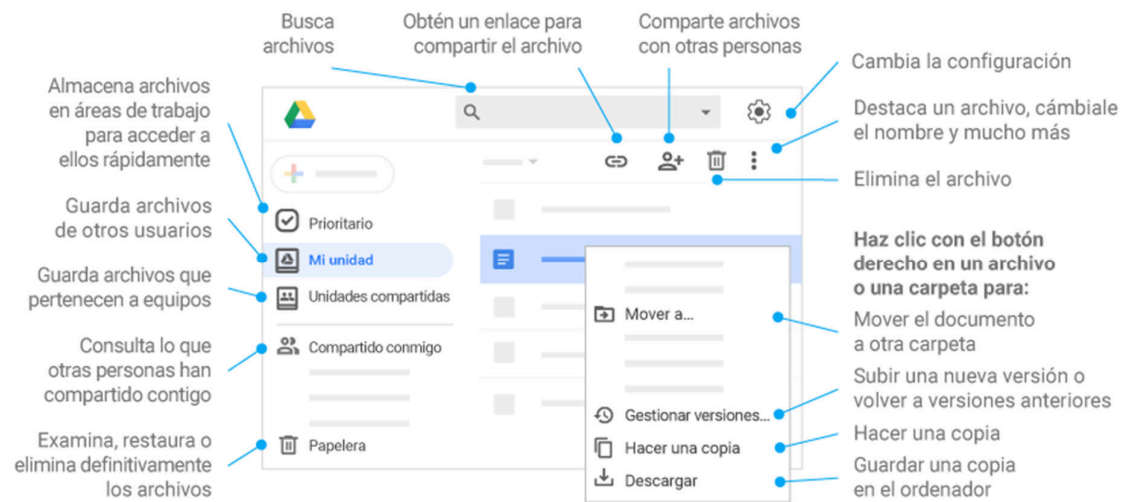 Busca
archivos
Obtén un enlace para
compartir el archivo
Comparte archivos
con otras personas
Cambia la configuración
Destaca un archivo, cámbiale
el nombre y mucho más
Elimina el archivo
Almacena archivos
en áreas de trabajo
para acceder a
ellos rápidamente
Guarda archivos
de otros usuarios
Guarda archivos que
pertenecen a equipos
Consulta lo que
otras personas han
compartido contigo
Examina, restaura o
elimina definitivamente
los archivos
Prioritario
Mi unidad
Unidades compartidas
Compartido conmigo
Papelera
Mover a...
Gestionar versiones...
Hacer una copia
Descargar
Haz clic con el botón
derecho en un archivo
o una carpeta para:
Mover el documento
a otra carpeta
Subir una nueva versión o
volver a versiones anteriores
Hacer una copia
Guardar una copia
en el ordenador